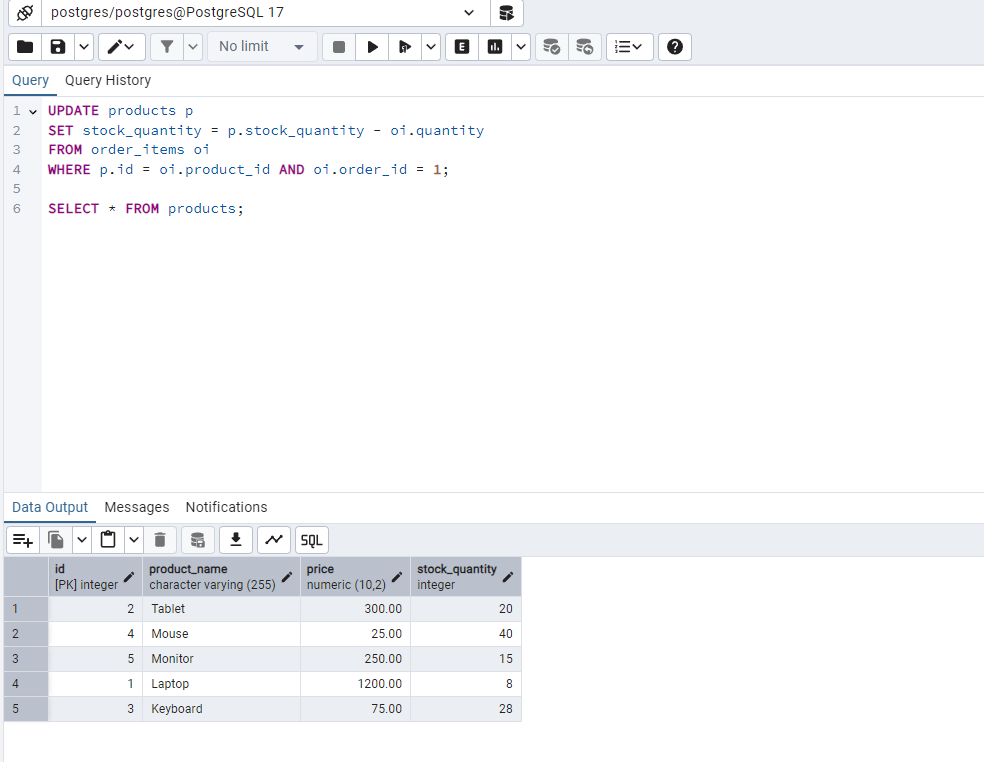 postgres/postgres@PostgreSQL 17
No limit
E
Query Query History
1 UPDATE products p
2 SET stock_quantity = p.stock_quantity - oi.quantity
3 FROM order_items oi
4 WHERE p.id = oi.product_id AND oi.order_id = 1;
5
6 SELECT * FROM products;
Data Output Messages Notifications
SQL
id product_name price stock_quantity
[PK] integer character varying (255) numeric (10,2) integer
1 2 Tablet 300.00 20
2 4 Mouse 25.00 40
3 5 Monitor 250.00 15
4 1 Laptop 1200.00 8
5 3 Keyboard 75.00 28